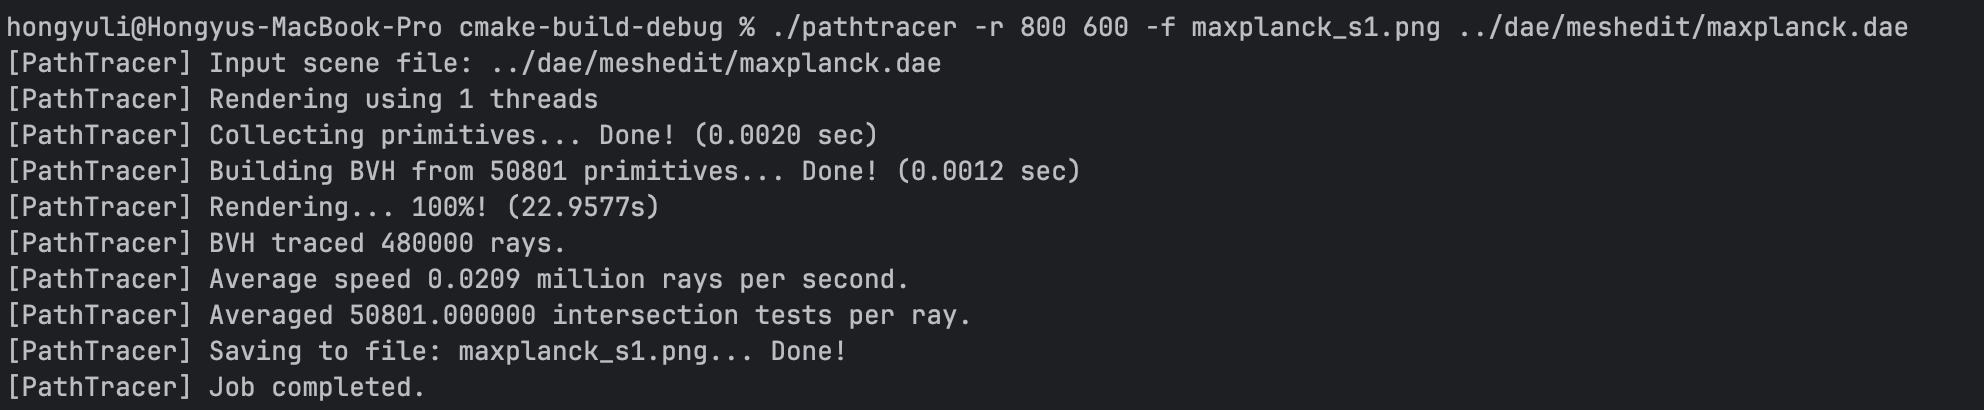 hongyuli@Hongyus-MacBook-Pro cmake-build-debug % ./pathtracer -r 800 600 -f maxplanck_s1.png ../dae/meshedit/maxplanck.dae
[PathTracer] Input scene file: ../dae/meshedit/maxplanck.dae
[PathTracer] Rendering using 1 threads
[PathTracer] Collecting primitives... Done! (0.0020 sec)
[PathTracer] Building BVH from 50801 primitives... Done! (0.0012 sec)
[PathTracer] Rendering... 100%! (22.9577s)
[PathTracer] BVH traced 480000 rays.
[PathTracer] Average speed 0.0209 million rays per second.
[PathTracer] Averaged 50801.000000 intersection tests per ray.
[PathTracer] Saving to file: maxplanck_s1.png... Done!
[PathTracer] Job completed.